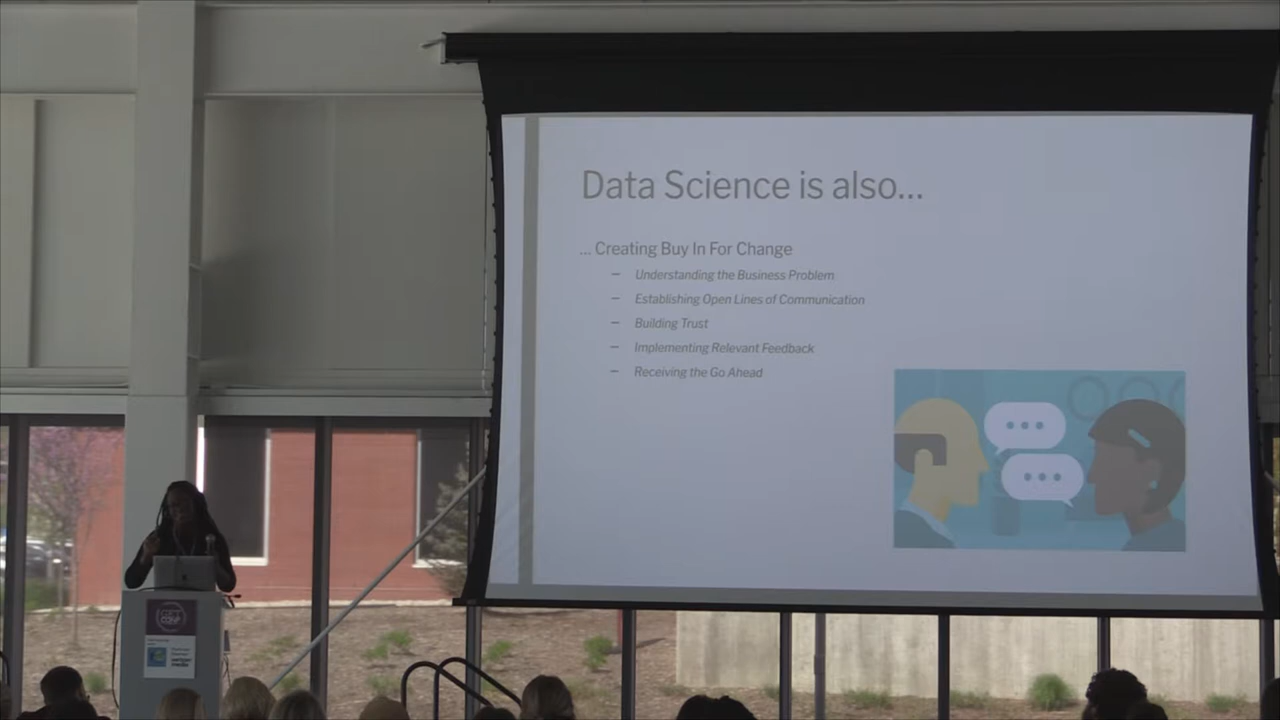 Data Science is also...
... Creating Buy In For Change
– Understanding the Business Problem
– Establishing Open Lines of Communication
– Building Trust
– Implementing Relevant Feedback
– Receiving the Go Ahead